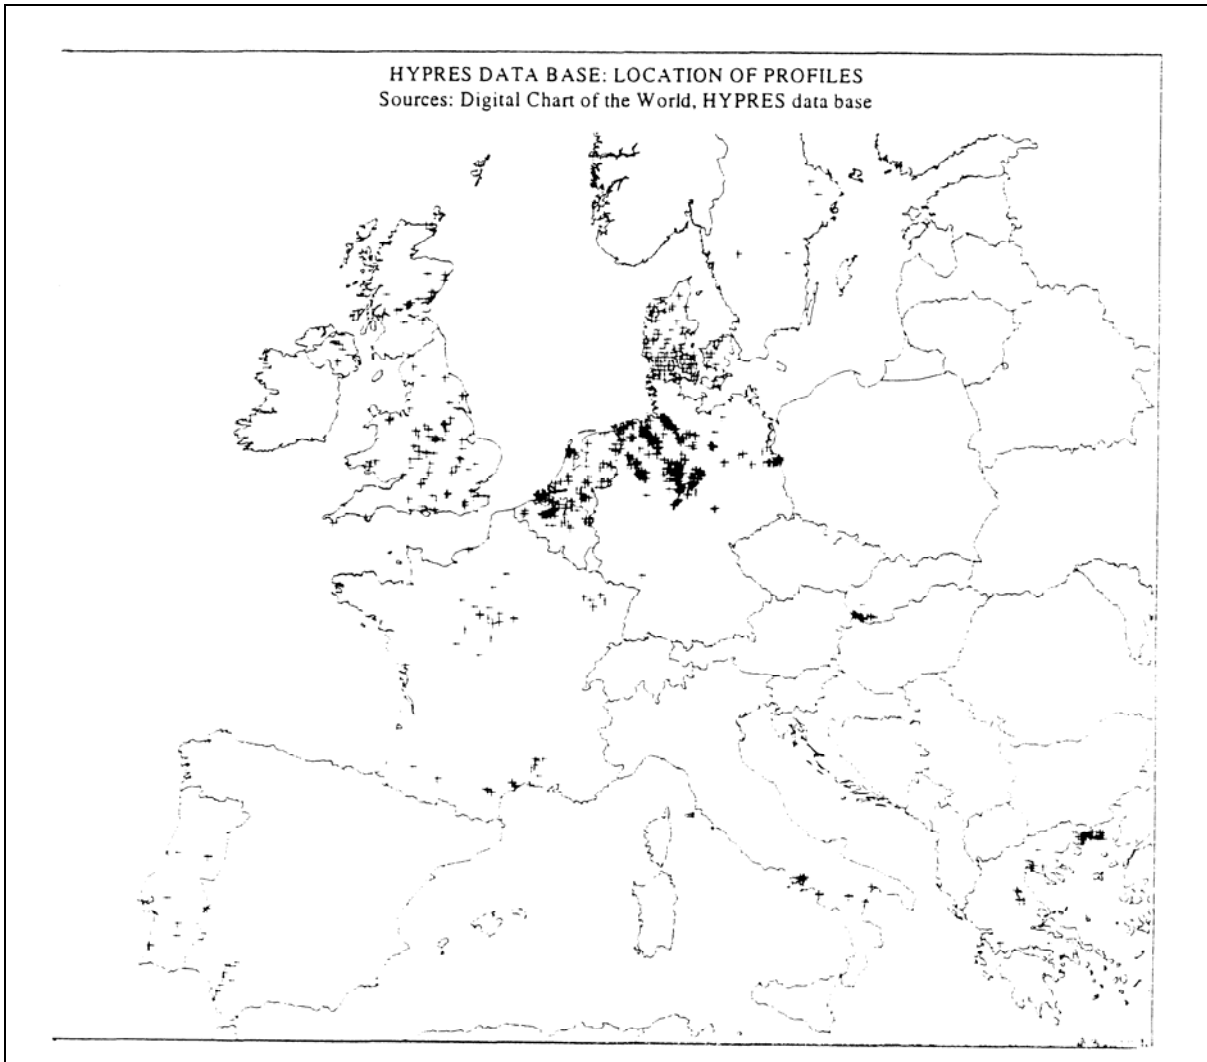 HYPRES DATA BASE: LOCATION OF PROFILES
Sources: Digital Chart of the World, HYPRES data base